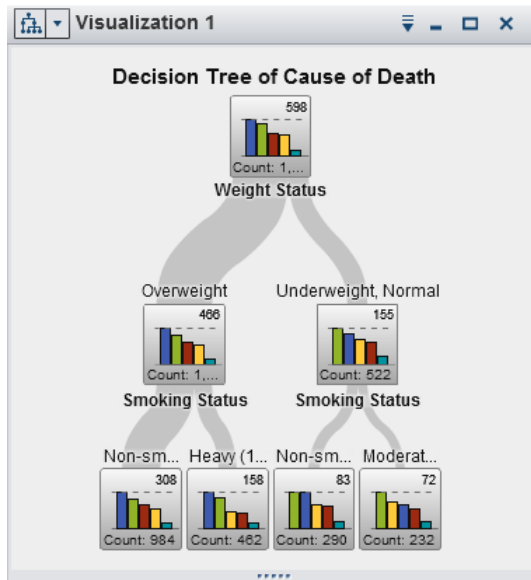 Visualization 1
Decision Tree of Cause of Death
598
Count: 1,...
Weight Status
Overweight
Underweight, Normal
466
155
Count: 1,...
Count: 522
Smoking Status
Smoking Status
Non-sm...
Heavy (1...
Non-sm...
Moderat...
308
158
83
72
Count: 984
Count: 462
Count: 290
Count: 232